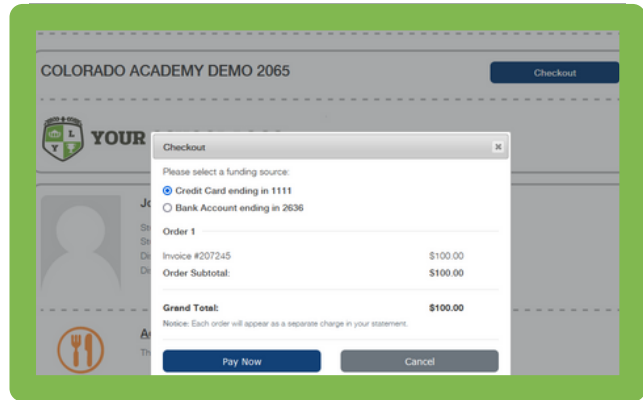 COLORADO ACADEMY DEMO 2065
Checkout
YOUR
Checkout
Please select a funding source:
Credit Card ending in 1111
Bank Account ending in 2636
Order 1
Invoice #207245 $100.00
Order Subtotal: $100.00
Grand Total: $100.00
Notice: Each order will appear as a separate charge in your statement.
Pay Now
Cancel